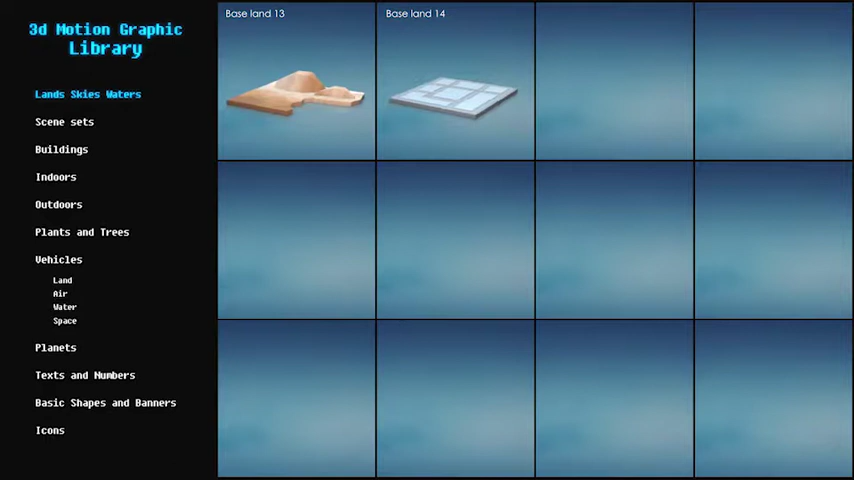 3d Motion Graphic
Library
Lands Skies Waters
Scene sets
Buildings
Indoors
Outdoors
Plants and Trees
Vehicles
Land
Air
Water
Space
Planets
Texts and Numbers
Basic Shapes and Banners
Icons
Base land 13
Base land 14